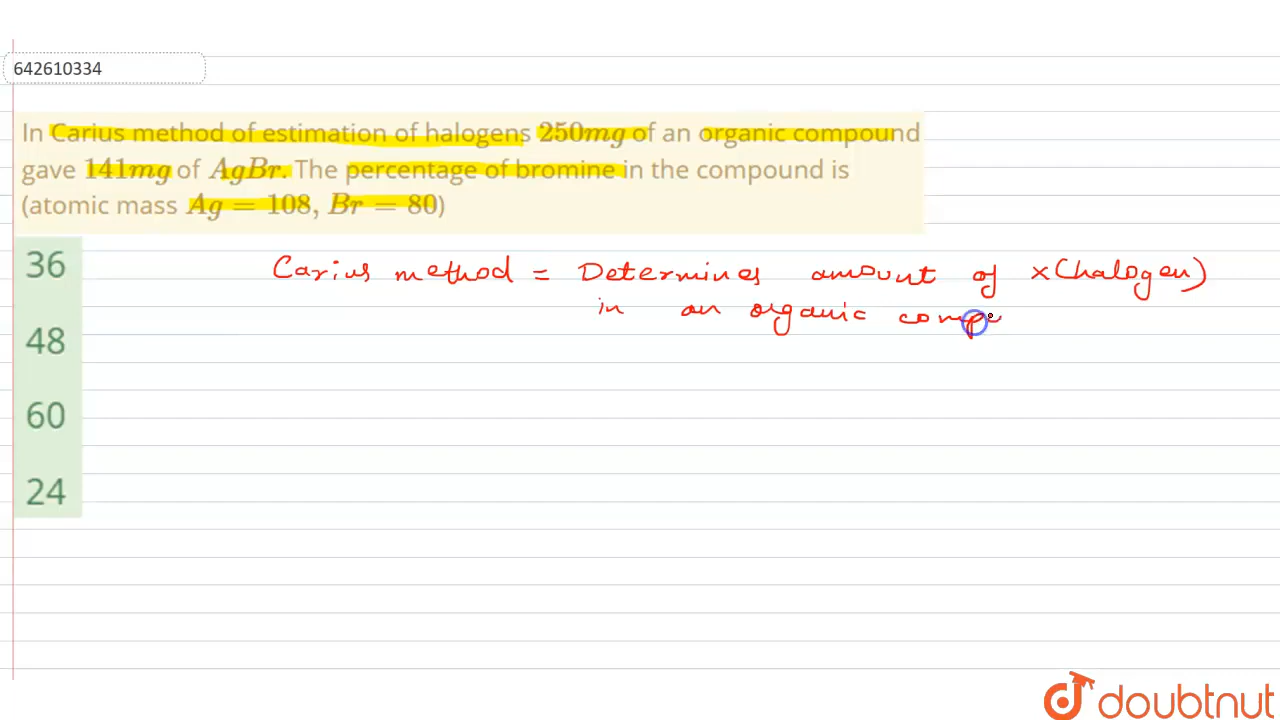 642610334
In Carius method of estimation of halogens 250mg of an organic compound
gave 141mg of AgBr. The percentage of bromine in the compound is
(atomic mass Ag = 108, Br = 80)
36
48
60
24
Carius method = Determines amount of x (halogen)
in an organic comp
doubtnut